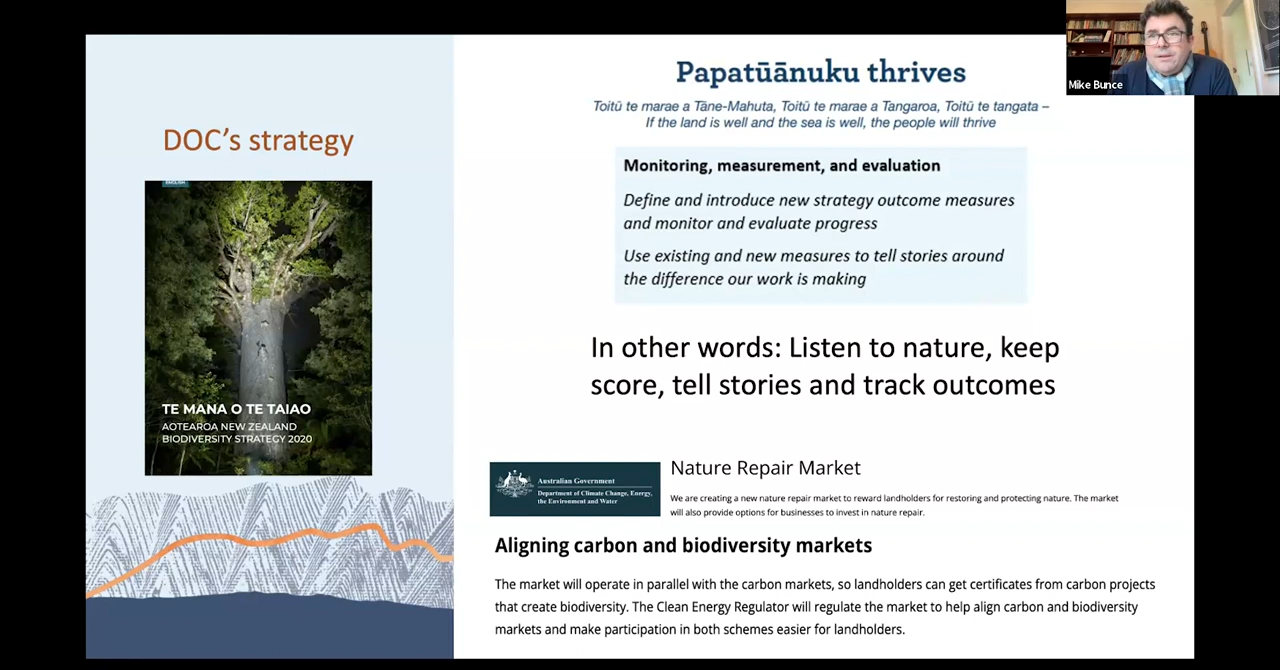 Mike Bunce
DOC's strategy
ENGLISH
TE MANA O TE TAIAO
AOTEAROA NEW ZEALAND
BIODIVERSITY STRATEGY 2020
Papatūānuku thrives
Toitū te marae a Tāne-Mahuta, Toitū te marae a Tangaroa, Toitū te tangata –
If the land is well and the sea is well, the people will thrive
Monitoring, measurement, and evaluation
Define and introduce new strategy outcome measures
and monitor and evaluate progress
Use existing and new measures to tell stories around
the difference our work is making
In other words: Listen to nature, keep
score, tell stories and track outcomes
Australian Government
Department of Climate Change, Energy,
the Environment and Water
Nature Repair Market
We are creating a new nature repair market to reward landholders for restoring and protecting nature. The market
will also provide options for businesses to invest in nature repair.
Aligning carbon and biodiversity markets
The market will operate in parallel with the carbon markets, so landholders can get certificates from carbon projects
that create biodiversity. The Clean Energy Regulator will regulate the market to help align carbon and biodiversity
markets and make participation in both schemes easier for landholders.